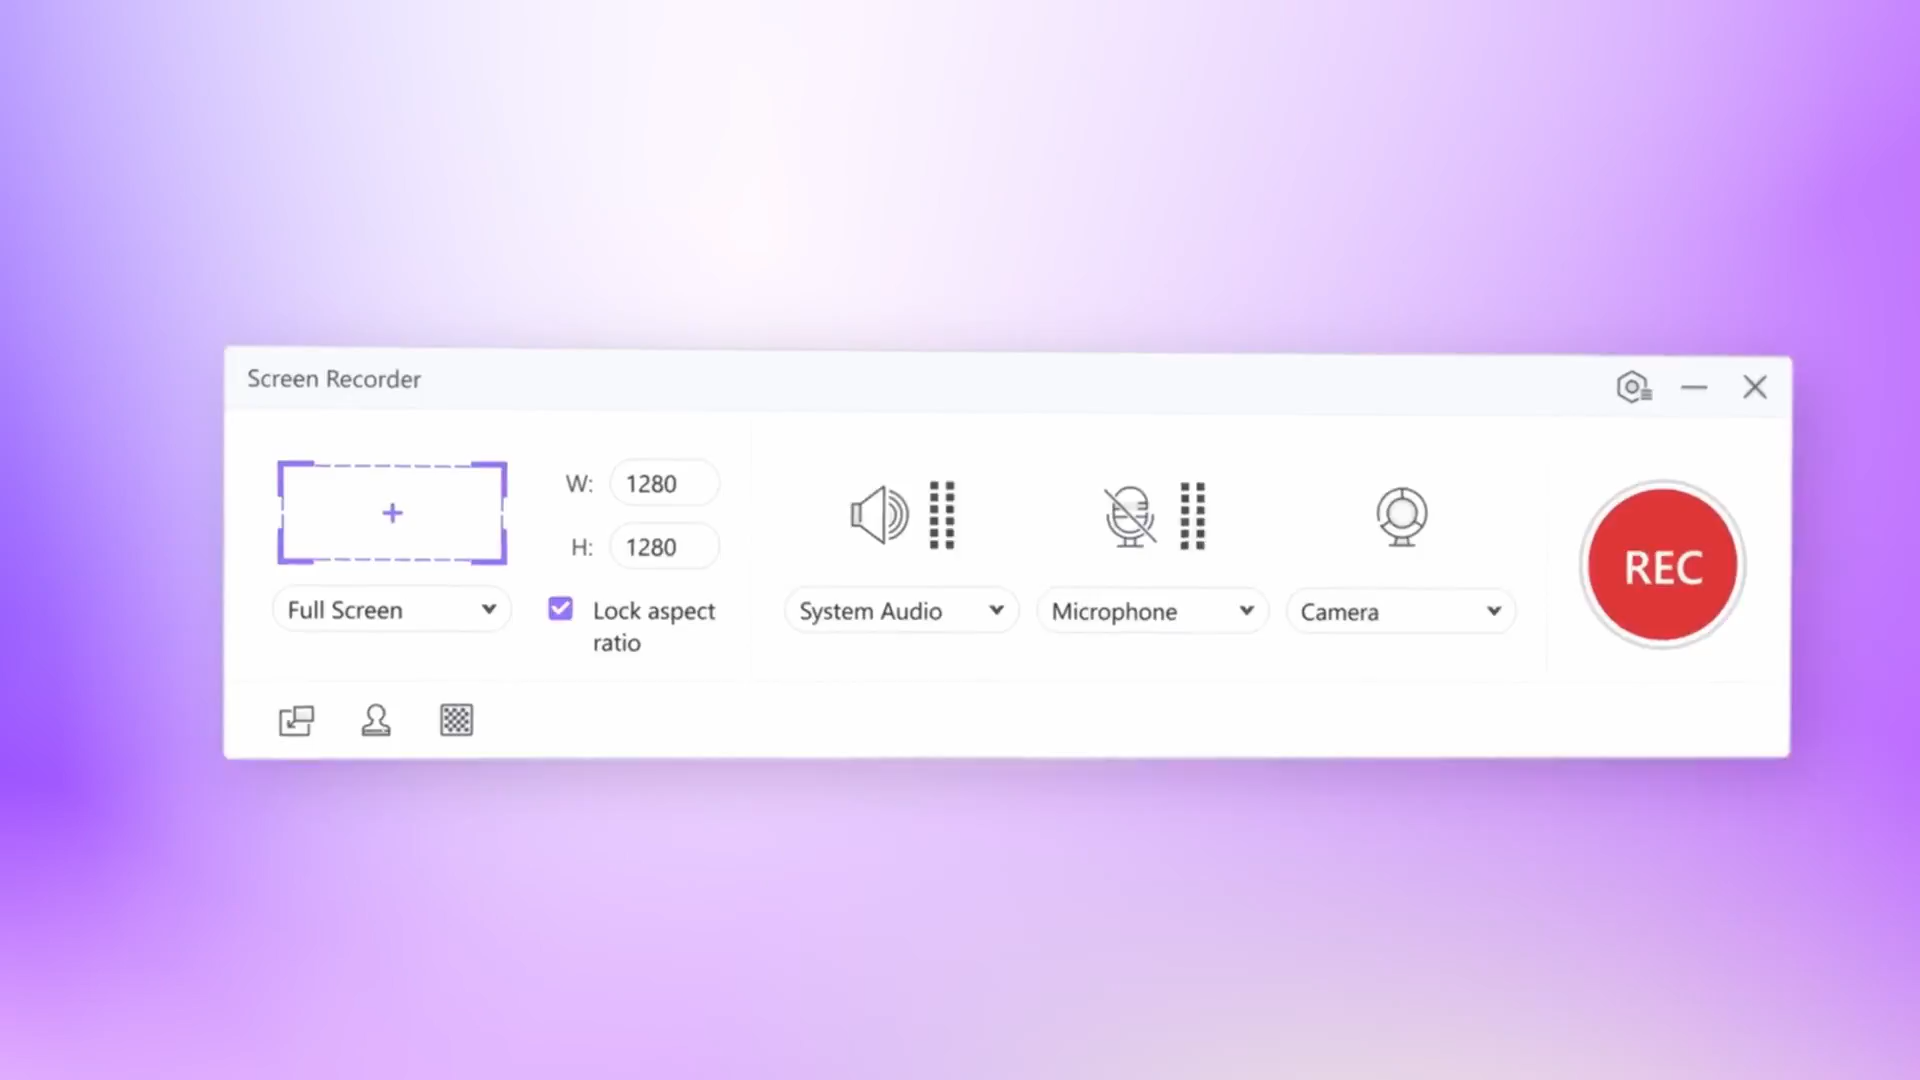 Screen Recorder
W: 1280
H: 1280
Full Screen
Lock aspect
ratio
System Audio
Microphone
Camera
REC